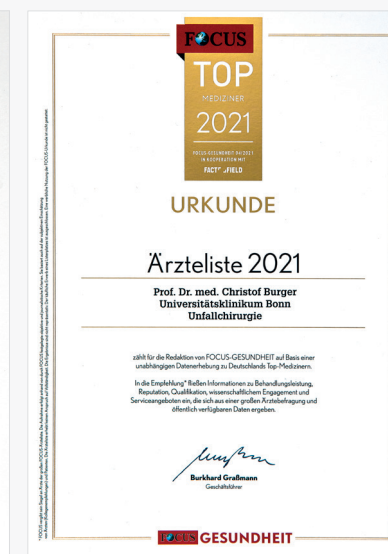 FOCUS
TOP
MEDIZINER
2021
FOCUS-GESUNDHEIT 04/2021
IN KOOPERATION MIT
FACT FIELD
URKUNDE
Ärzteliste 2021
Prof. Dr. med. Christof Burger
Universitätsklinikum Bonn
Unfallchirurgie
zählt für die Redaktion von FOCUS-GESUNDHEIT auf Basis einer
unabhängigen Datenerhebung zu Deutschlands Top-Medizinern.
In die Empfehlung* fließen Informationen zu Behandlungsleistung,
Reputation, Qualifikation, wissenschaftlichem Engagement und
Serviceangeboten ein, die sich aus einer großen Ärztebefragung und
öffentlich verfügbaren Daten ergeben.
Burkhard Graßmann
Geschäftsführer
FOCUS GESUNDHEIT